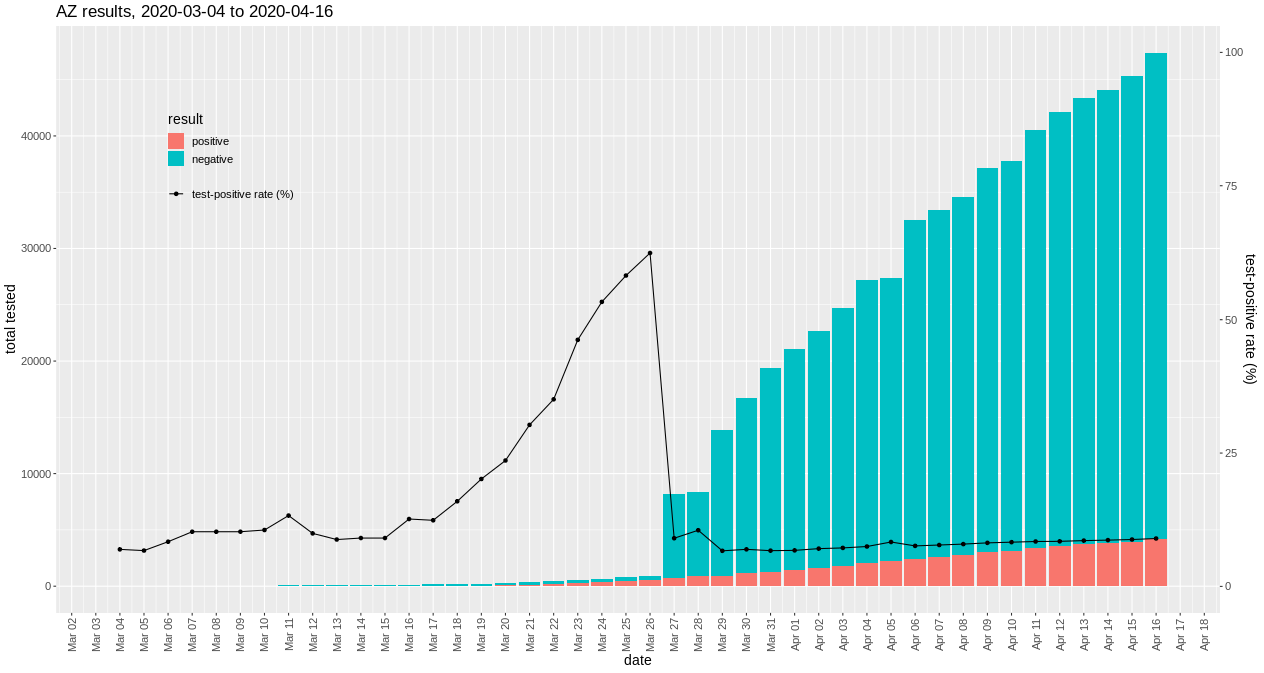 AZ results, 2020-03-04 to 2020-04-16
result
positive
negative
test-positive rate (%)
total tested
40000
30000
20000
10000
0
100
75
50
25
0
test-positive rate (%)
Mar 02
Mar 03
Mar 04
Mar 05
Mar 06
Mar 07
Mar 08
Mar 09
Mar 10
Mar 11
Mar 12
Mar 13
Mar 14
Mar 15
Mar 16
Mar 17
Mar 18
Mar 19
Mar 20
Mar 21
Mar 22
Mar 23
Mar 24
Mar 25
Mar 26
Mar 27
Mar 28
Mar 29
Mar 30
Mar 31
Apr 01
Apr 02
Apr 03
Apr 04
Apr 05
Apr 06
Apr 07
Apr 08
Apr 09
Apr 10
Apr 11
Apr 12
Apr 13
Apr 14
Apr 15
Apr 16
Apr 17
Apr 18
date